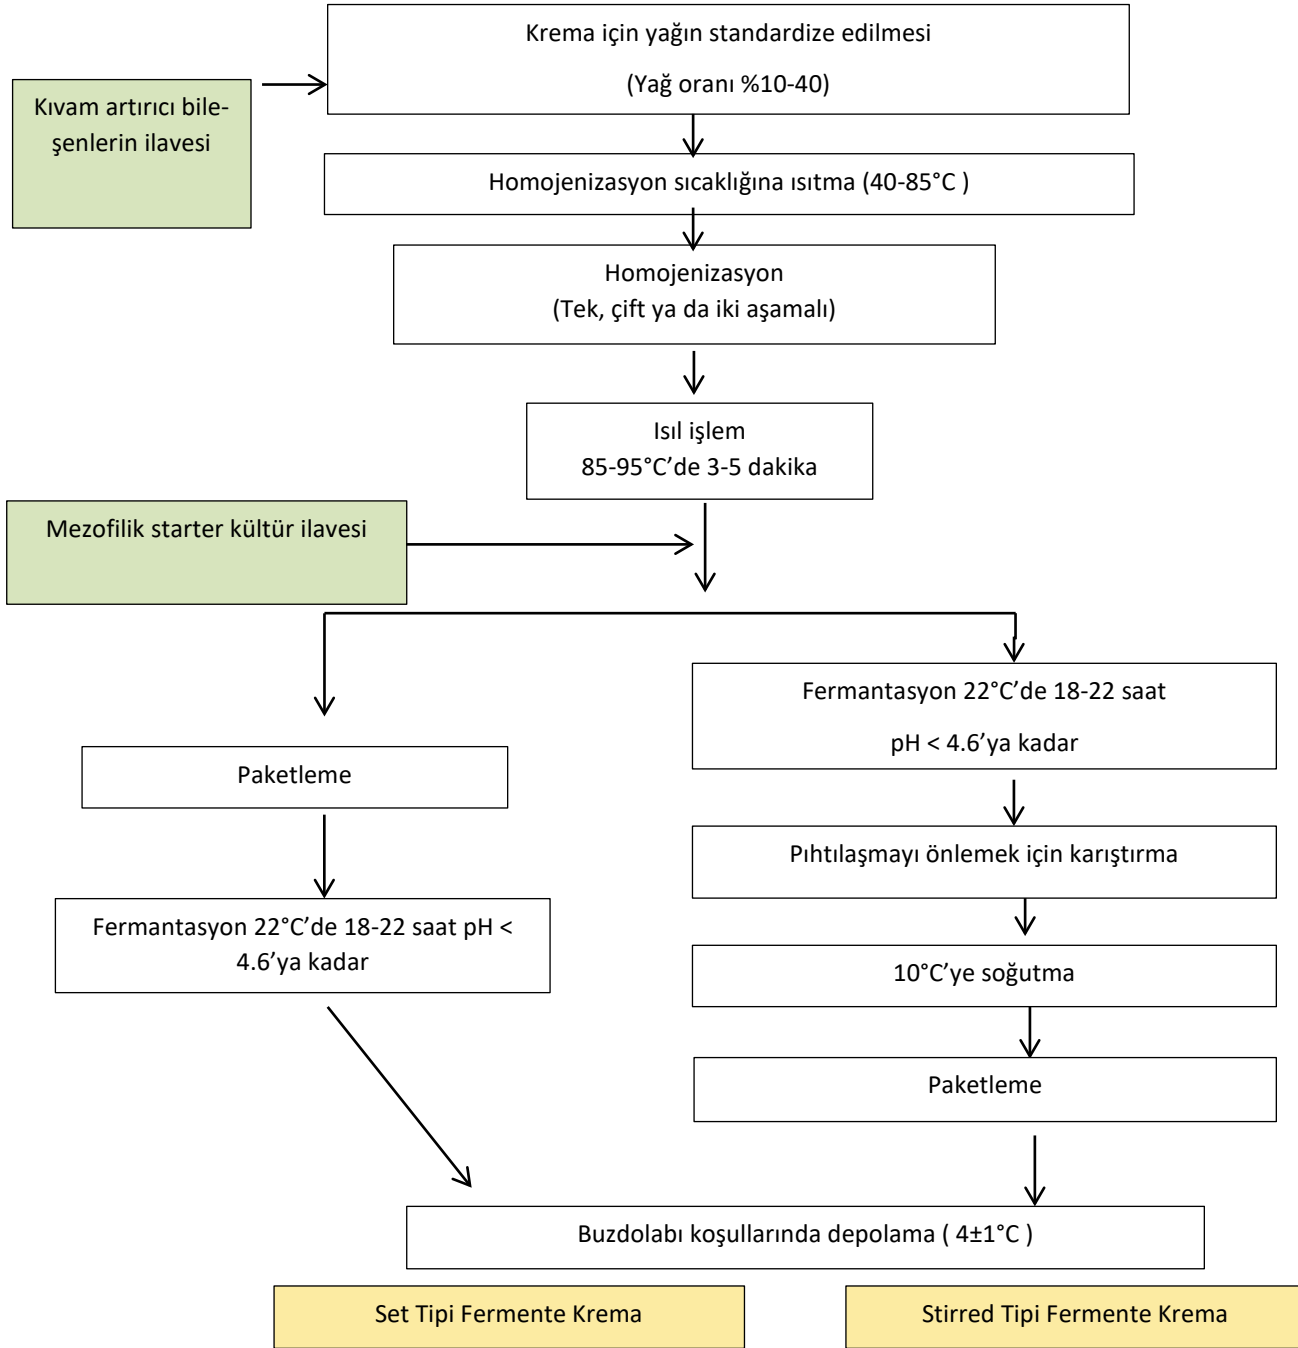 Krema için yağın standardize edilmesi
(Yağ oranı %10-40)
Kıvam artırıcı bile-
şenlerin ilavesi
Homojenizasyon sıcaklığına ısıtma (40-85°C )
Homojenizasyon
(Tek, çift ya da iki aşamalı)
Isıl işlem
85-95°C’de 3-5 dakika
Mezofilik starter kültür ilavesi
Fermantasyon 22°C’de 18-22 saat
pH < 4.6’ya kadar
Paketleme
Pıhtılaşmayı önlemek için karıştırma
Fermantasyon 22°C’de 18-22 saat pH <
4.6’ya kadar
10°C’ye soğutma
Paketleme
Buzdolabı koşullarında depolama ( 4±1°C )
Set Tipi Fermente Krema
Stirred Tipi Fermente Krema